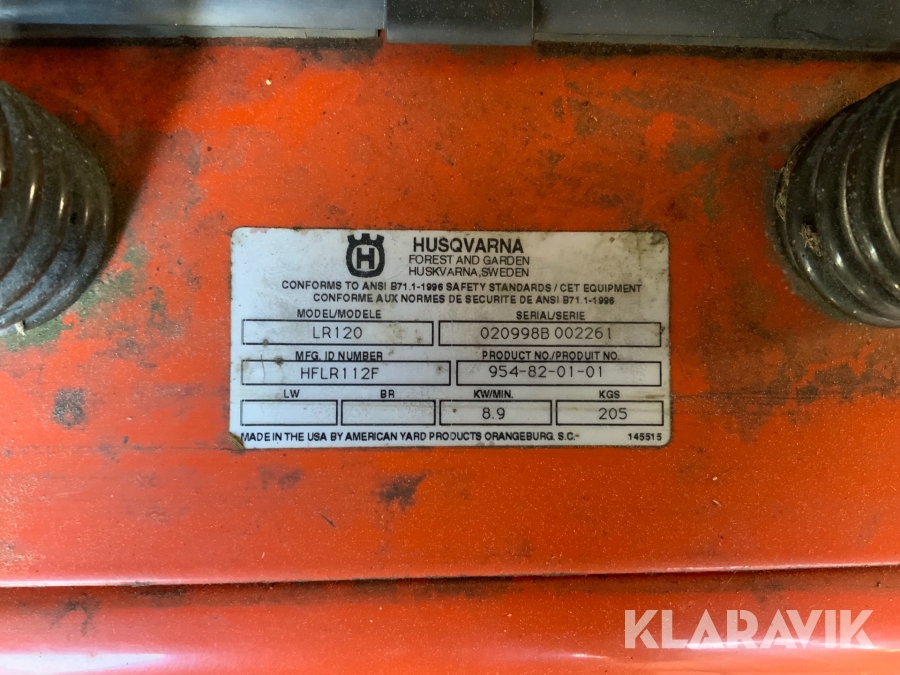 H
HUSQVARNA
FOREST AND GARDEN
HUSKVARNA, SWEDEN
CONFORMS TO ANSI B71.1-1996 SAFETY STANDARDS / CET EQUIPMENT
CONFORME AUX NORMES DE SECURITE DE ANSI B71.1-1996
MODEL/MODELE SERIAL/SERIE
LR120 020998B 002261
MFG. ID NUMBER PRODUCT NO./PRODUIT NO.
HFLR112F 954-82-01-01
LW BR KW/MIN. KGS
8.9 205
MADE IN THE USA BY AMERICAN YARD PRODUCTS ORANGEBURG. S.C. 145515
KLARAVIK